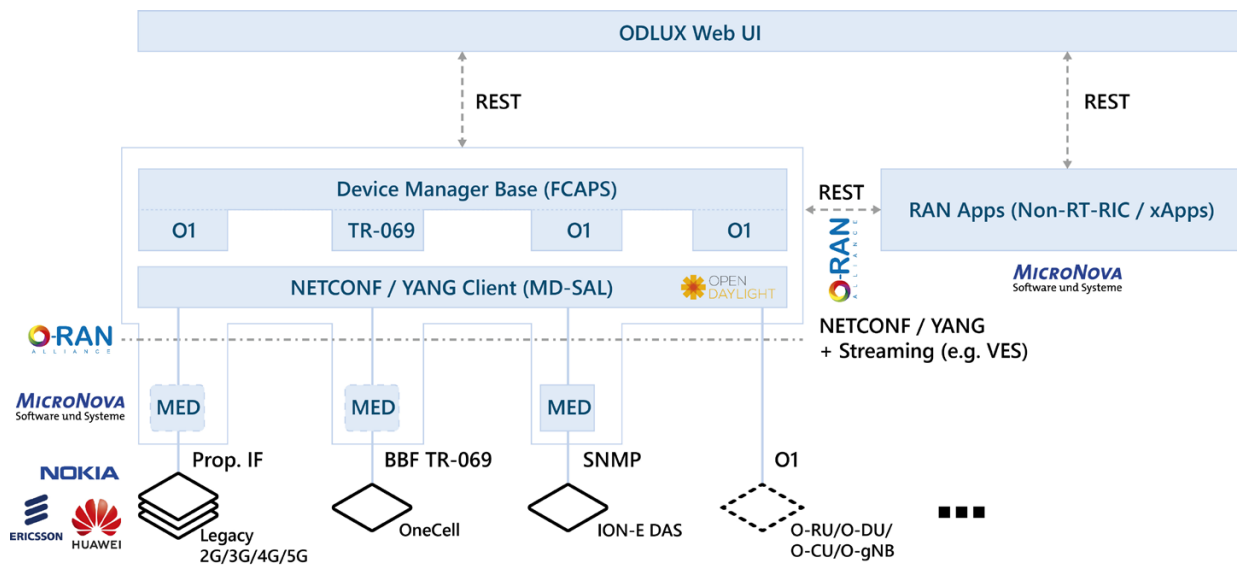 ODLUX Web UI
REST
Device Manager Base (FCAPS)
O1
TR-069
O1
O1
REST
RAN Apps (Non-RT-RIC / xApps)
O-RAN
ALLIANCE
MICRONOVA
Software und Systeme
NETCONF / YANG Client (MD-SAL)
OPEN
DAYLIGHT
O-RAN
ALLIANCE
NETCONF / YANG
+ Streaming (e.g. VES)
MICRONOVA
Software und Systeme
MED
MED
MED
Prop. IF
BBF TR-069
SNMP
O1
NOKIA
ERICSSON
HUAWEI
Legacy
2G/3G/4G/5G
OneCell
ION-E DAS
O-RU/O-DU/
O-CU/O-gNB
REST